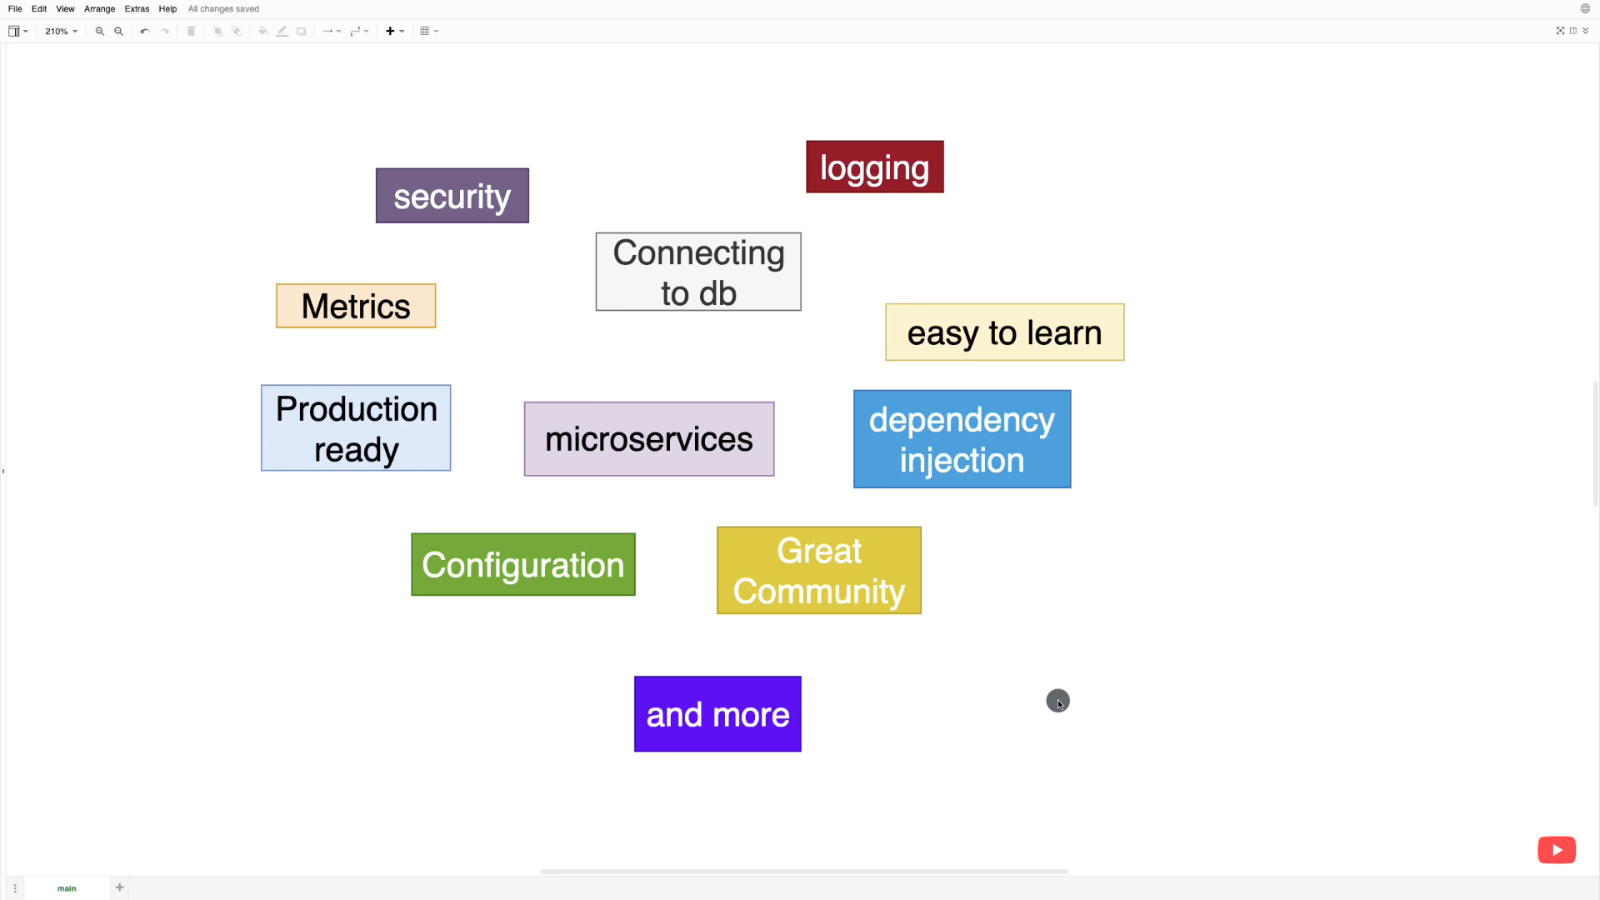 File Edit View Arrange Extras Help All changes saved
210%
logging
security
Connecting
to db
Metrics
easy to learn
Production
ready
microservices
dependency
injection
Configuration
Great
Community
and more
main